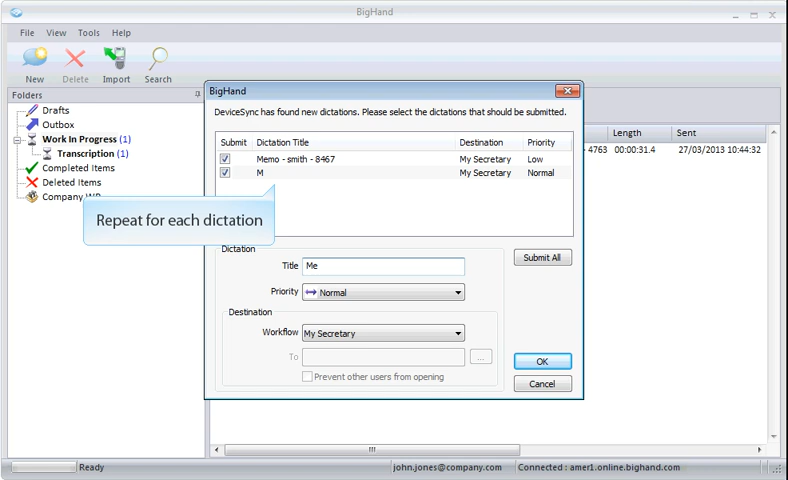 BigHand
File View Tools Help
New Delete Import Search
Folders
Drafts
Outbox
Work In Progress (1)
Transcription (1)
Completed Items
Deleted Items
Company
Length Sent
4763 00:00:31.4 27/03/2013 10:44:32
BigHand
DeviceSync has found new dictations. Please select the dictations that should be submitted.
Submit Dictation Title Destination Priority
Memo - smith - 8467 My Secretary Low
M My Secretary Normal
Repeat for each dictation
Dictation
Title Me
Priority Normal
Destination
Workflow My Secretary
To ...
Prevent other users from opening
Submit All
OK
Cancel
Ready john.jones@company.com Connected : amer1.online.bighand.com